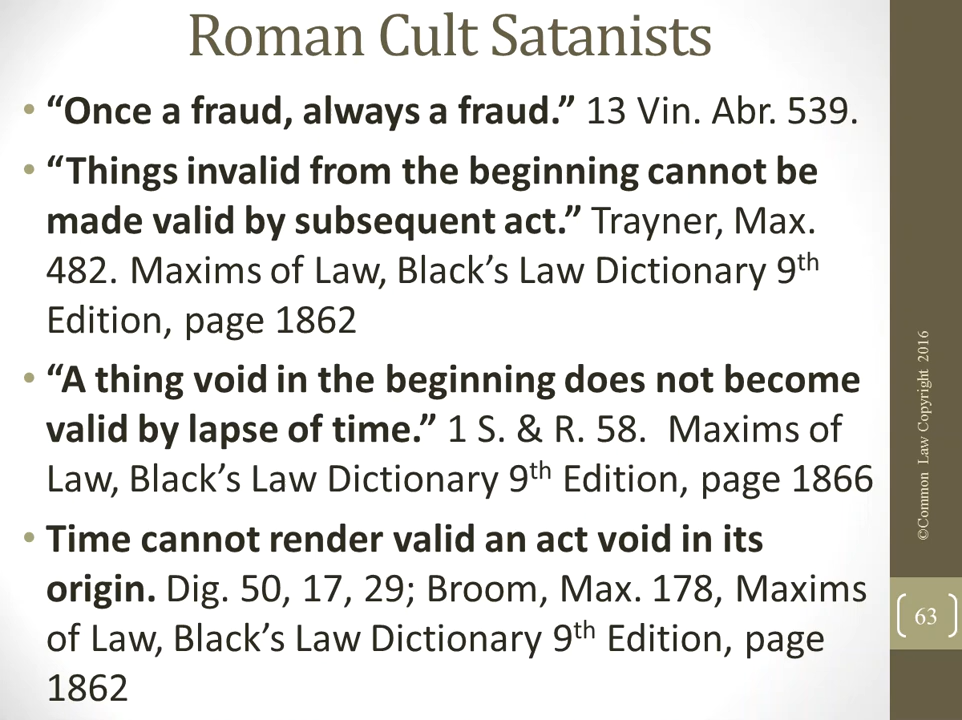 Roman Cult Satanists
• “Once a fraud, always a fraud.” 13 Vin. Abr. 539.
• “Things invalid from the beginning cannot be
made valid by subsequent act.” Trayner, Max.
482. Maxims of Law, Black’s Law Dictionary 9th
Edition, page 1862
• “A thing void in the beginning does not become
valid by lapse of time.” 1 S. & R. 58. Maxims of
Law, Black’s Law Dictionary 9th Edition, page 1866
• Time cannot render valid an act void in its
origin. Dig. 50, 17, 29; Broom, Max. 178, Maxims
of Law, Black’s Law Dictionary 9th Edition, page
1862
©Common Law Copyright 2016
63